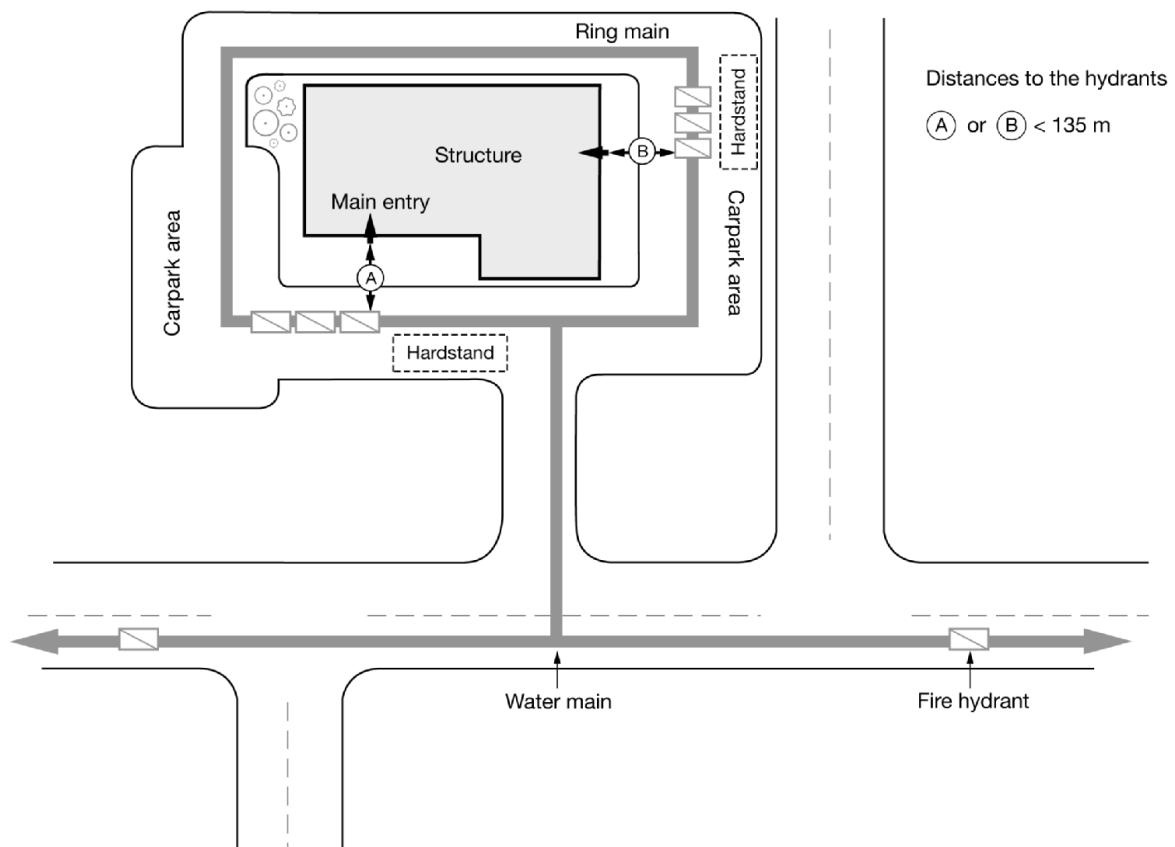 Ring main
Distances to the hydrants
A or B < 135 m
Hardstand
B
Structure
Main entry
Carpark area
Carpark area
A
Hardstand
Water main
Fire hydrant